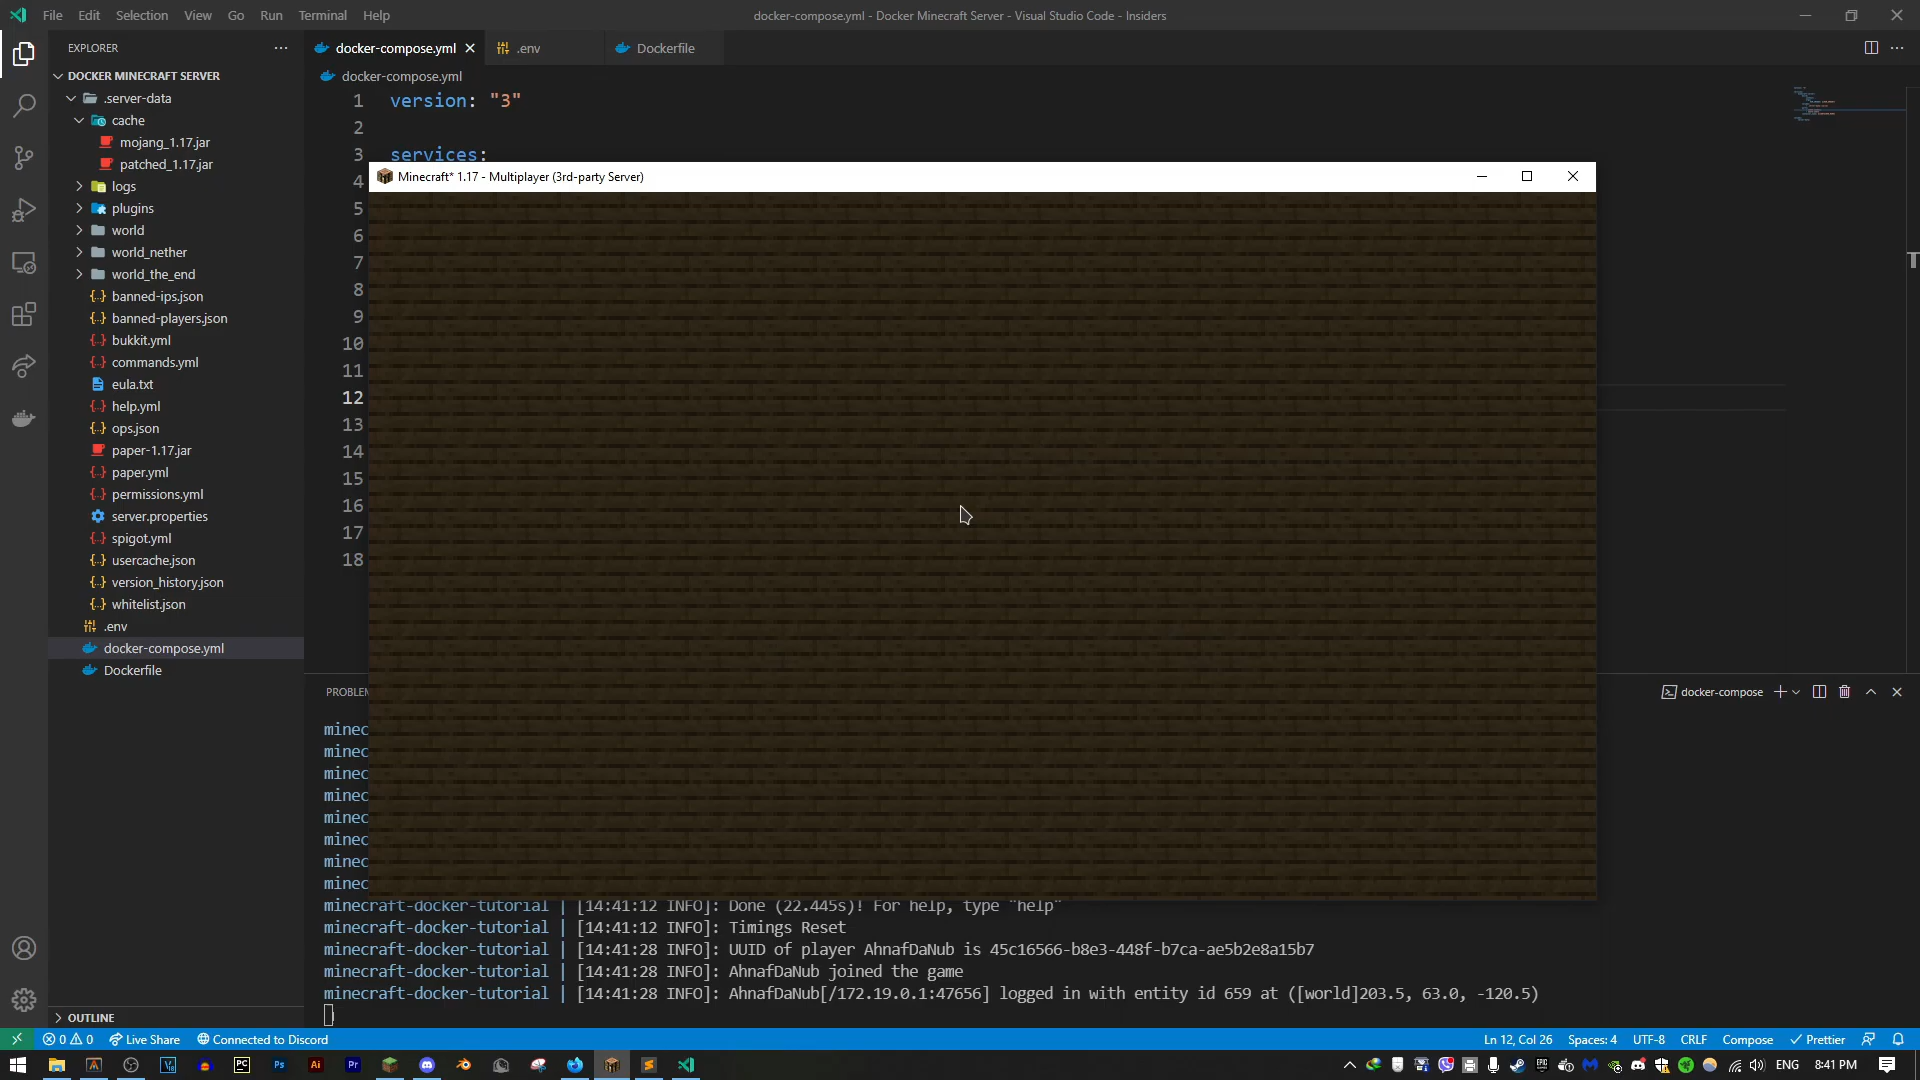 File Edit Selection View Go Run Terminal Help
docker-compose.yml - Docker Minecraft Server - Visual Studio Code - Insiders
EXPLORER
DOCKER MINECRAFT SERVER
.server-data
cache
mojang_1.17.jar
patched_1.17.jar
logs
plugins
world
world_nether
world_the_end
banned-ips.json
banned-players.json
bukkit.yml
commands.yml
eula.txt
help.yml
ops.json
paper-1.17.jar
paper.yml
permissions.yml
server.properties
spigot.yml
usercache.json
version_history.json
whitelist.json
.env
docker-compose.yml
Dockerfile
OUTLINE
docker-compose.yml .env Dockerfile
docker-compose.yml
1 version: "3"
2
3 services:
4
5
6
7
8
9
10
11
12
13
14
15
16
17
18
Minecraft* 1.17 - Multiplayer (3rd-party Server)
PROBLEM
docker-compose
minec
minec
minec
minec
minec
minec
minec
minec
minecraft-docker-tutorial | [14:41:12 INFO]: Done (22.445s)! For help, type "help"
minecraft-docker-tutorial | [14:41:12 INFO]: Timings Reset
minecraft-docker-tutorial | [14:41:28 INFO]: UUID of player AhnafDaNub is 45c16566-b8e3-448f-b7ca-ae5b2e8a15b7
minecraft-docker-tutorial | [14:41:28 INFO]: AhnafDaNub joined the game
minecraft-docker-tutorial | [14:41:28 INFO]: AhnafDaNub[/172.19.0.1:47656] logged in with entity id 659 at ([world]203.5, 63.0, -120.5)
0 0 Live Share Connected to Discord
Ln 12, Col 26 Spaces: 4 UTF-8 CRLF Compose Prettier
PC Ps Ai Pr
ENG 8:41 PM